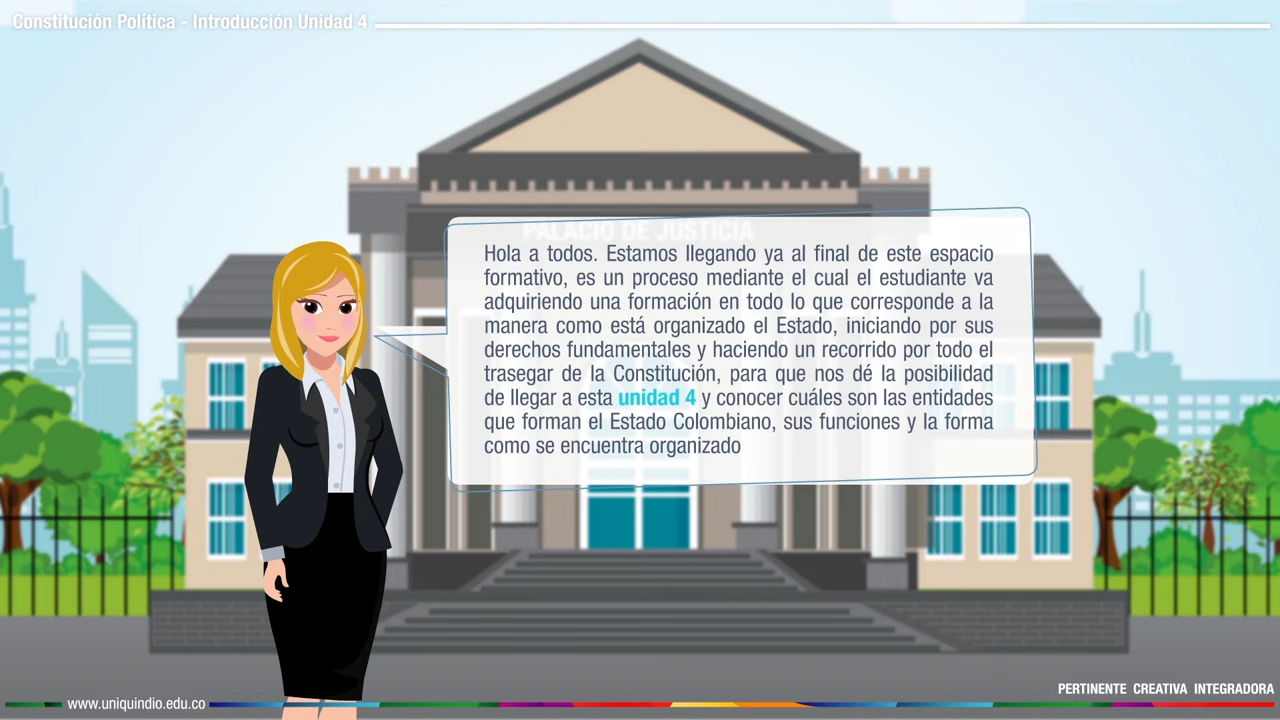 Constitución Política - Introducción Unidad 4
PALACIO DE JUSTICIA
Hola a todos. Estamos llegando ya al final de este espacio
formativo, es un proceso mediante el cual el estudiante va
adquiriendo una formación en todo lo que corresponde a la
manera como está organizado el Estado, iniciando por sus
derechos fundamentales y haciendo un recorrido por todo el
trasegar de la Constitución, para que nos dé la posibilidad
de llegar a esta unidad 4 y conocer cuáles son las entidades
que forman el Estado Colombiano, sus funciones y la forma
como se encuentra organizado
PERTINENTE CREATIVA INTEGRADORA
www.uniquindio.edu.co